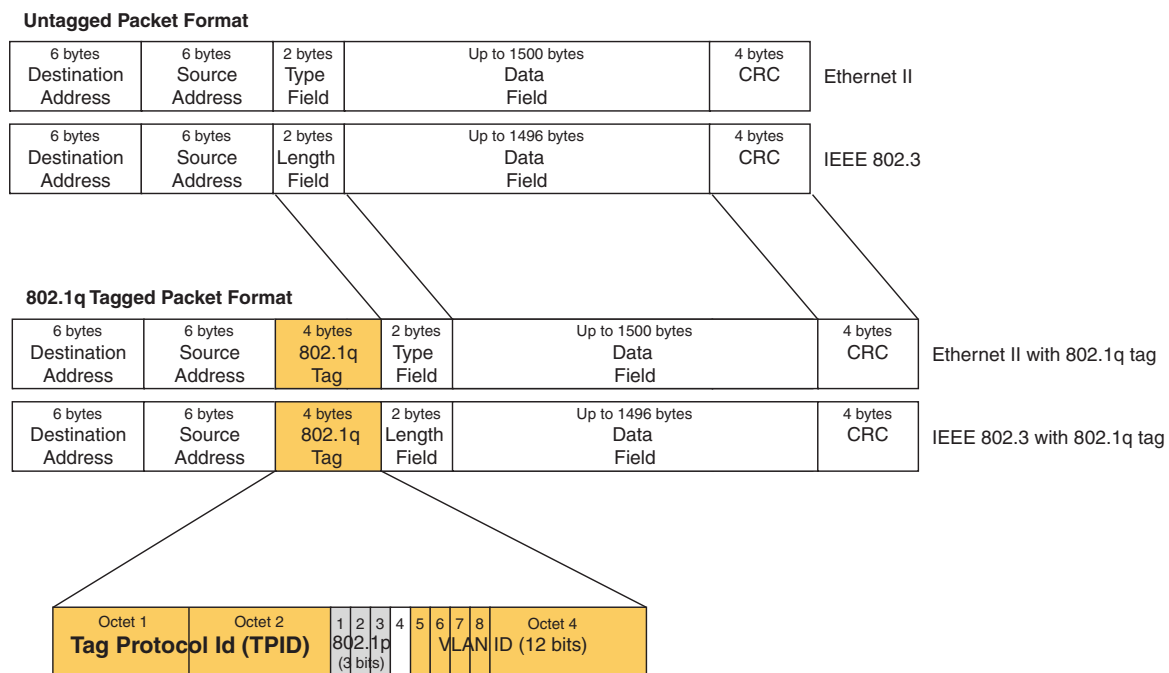 Untagged Packet Format
6 bytes 6 bytes 2 bytes Up to 1500 bytes 4 bytes
Destination Source Type Data CRC Ethernet II
Address Address Field Field
6 bytes 6 bytes 2 bytes Up to 1496 bytes 4 bytes
Destination Source Length Data CRC IEEE 802.3
Address Address Field Field
802.1q Tagged Packet Format
6 bytes 6 bytes 4 bytes 2 bytes Up to 1500 bytes 4 bytes
Destination Source 802.1q Type Data CRC Ethernet II with 802.1q tag
Address Address Tag Field Field
6 bytes 6 bytes 4 bytes 2 bytes Up to 1496 bytes 4 bytes
Destination Source 802.1q Length Data CRC IEEE 802.3 with 802.1q tag
Address Address Tag Field Field
Octet 1 Octet 2 1 2 3 4 5 6 7 8 Octet 4
Tag Protocol Id (TPID) 802.1p VLAN ID (12 bits)
(3 bits)